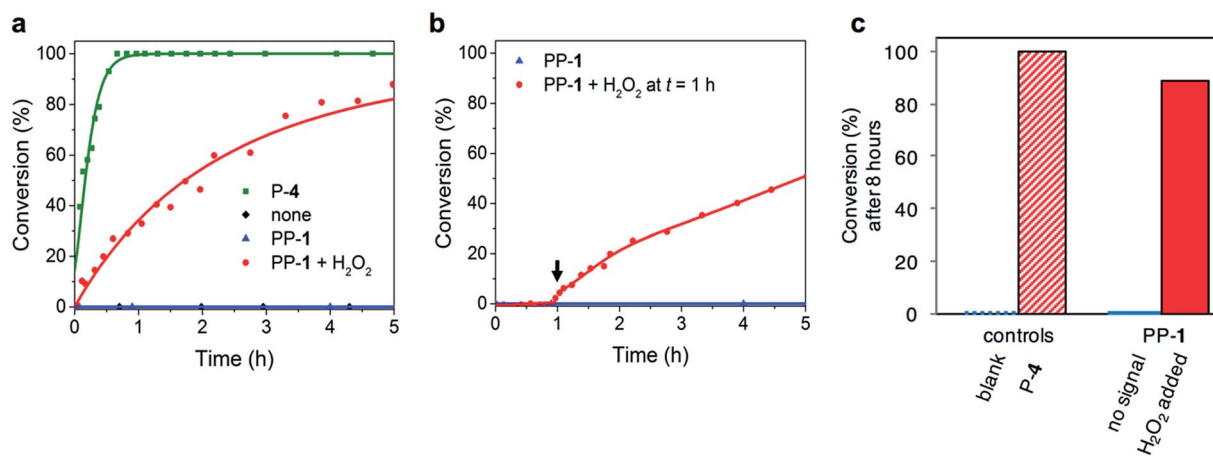 a
Conversion (%)
100
80
60
40
20
0
P-4
none
PP-1
PP-1 + H₂O₂
0 1 2 3 4 5
Time (h)
b
Conversion (%)
100
80
60
40
20
0
PP-1
PP-1 + H₂O₂ at t = 1 h
0 1 2 3 4 5
Time (h)
c
Conversion (%)
after 8 hours
100
80
60
40
20
0
controls
PP-1
blank
P-4
no signal
H₂O₂ added